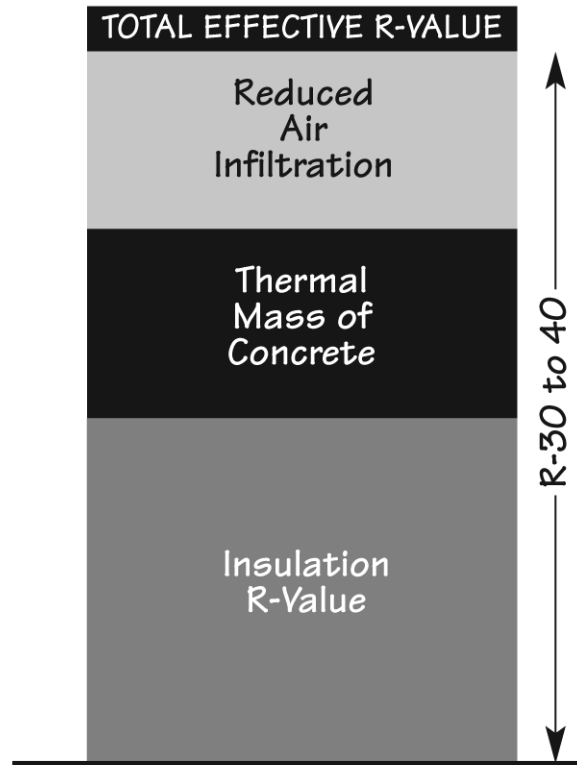 TOTAL EFFECTIVE R-VALUE
Reduced
Air
Infiltration
Thermal
Mass of
Concrete
Insulation
R-Value
R-30 to 40